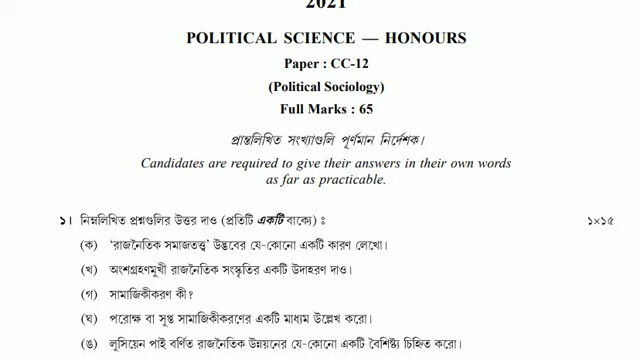 2021
POLITICAL SCIENCE — HONOURS
Paper : CC-12
(Political Sociology)
Full Marks : 65
প্রান্তলিখিত সংখ্যাগুলি পূর্ণমান নির্দেশক।
Candidates are required to give their answers in their own words
as far as practicable.
১। নিম্নলিখিত প্রশ্নগুলির উত্তর দাও (প্রতিটি একটি বাক্যে) : ১×১৫
(ক) ‘রাজনৈতিক সমাজতত্ত্ব’ উদ্ভবের যে-কোনো একটি কারণ লেখো।
(খ) অংশগ্রহণমুখী রাজনৈতিক সংস্কৃতির একটি উদাহরণ দাও।
(গ) সামাজিকীকরণ কী?
(ঘ) পরোক্ষ বা সুপ্ত সামাজিকীকরণের একটি মাধ্যম উল্লেখ করো।
(ঙ) লুসিয়েন পাই বর্ণিত রাজনৈতিক উন্নয়নের যে-কোনো একটি বৈশিষ্ট্য চিহ্নিত করো।